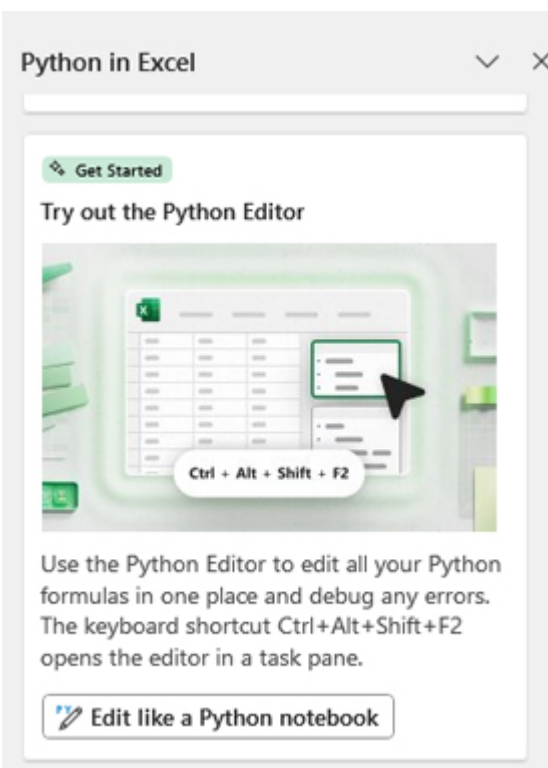 Python in Excel
Get Started
Try out the Python Editor
Ctrl + Alt + Shift + F2
Use the Python Editor to edit all your Python
formulas in one place and debug any errors.
The keyboard shortcut Ctrl+Alt+Shift+F2
opens the editor in a task pane.
Edit like a Python notebook